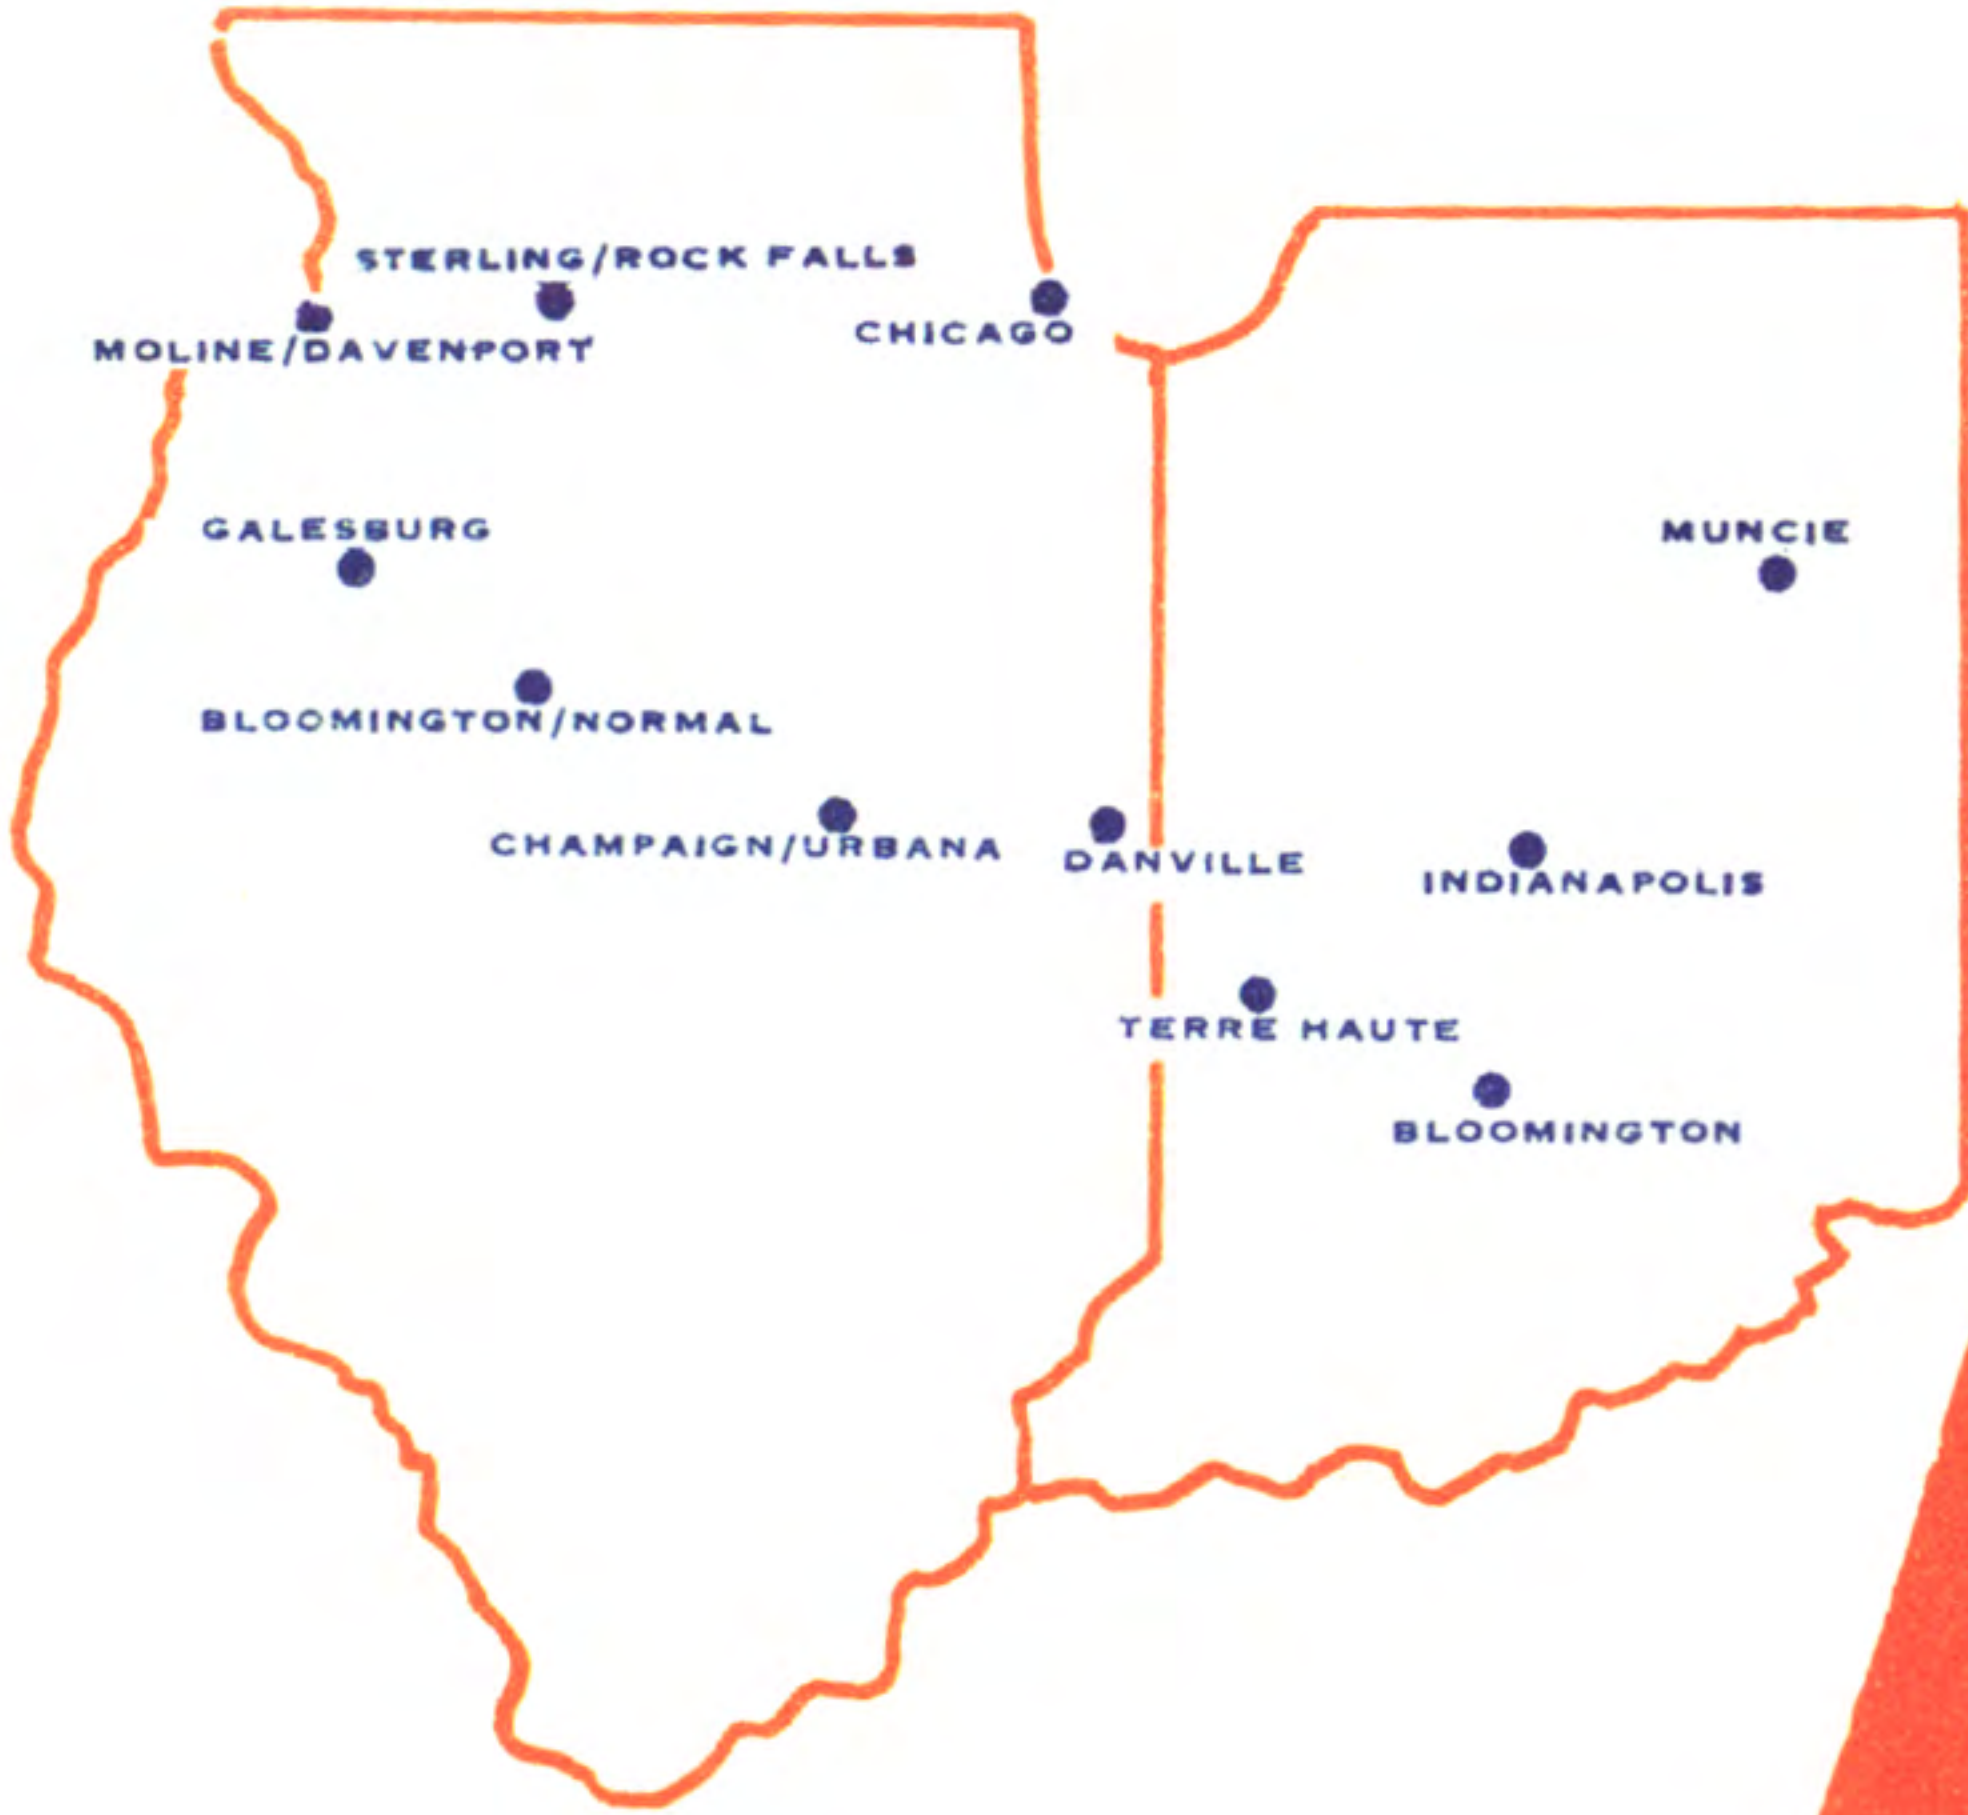 STERLING/ROCK FALLS
CHICAGO
MOLINE/DAVENPORT
GALESBURG
MUNCIE
BLOOMINGTON/NORMAL
CHAMPAIGN/URBANA
DANVILLE
INDIANAPOLIS
TERRE HAUTE
BLOOMINGTON